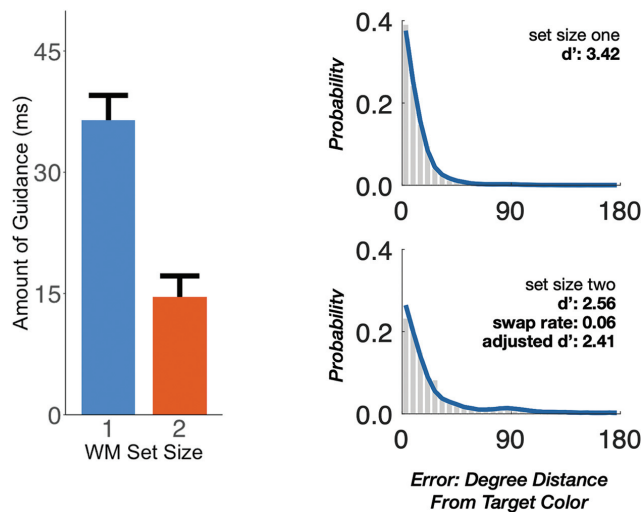 Amount of Guidance (ms)
45
30
15
0
1
2
WM Set Size
Probability
0.4
0.2
0.0
0
90
180
set size one
d’: 3.42
Probability
0.4
0.2
0.0
0
90
180
set size two
d’: 2.56
swap rate: 0.06
adjusted d’: 2.41
Error: Degree Distance
From Target Color